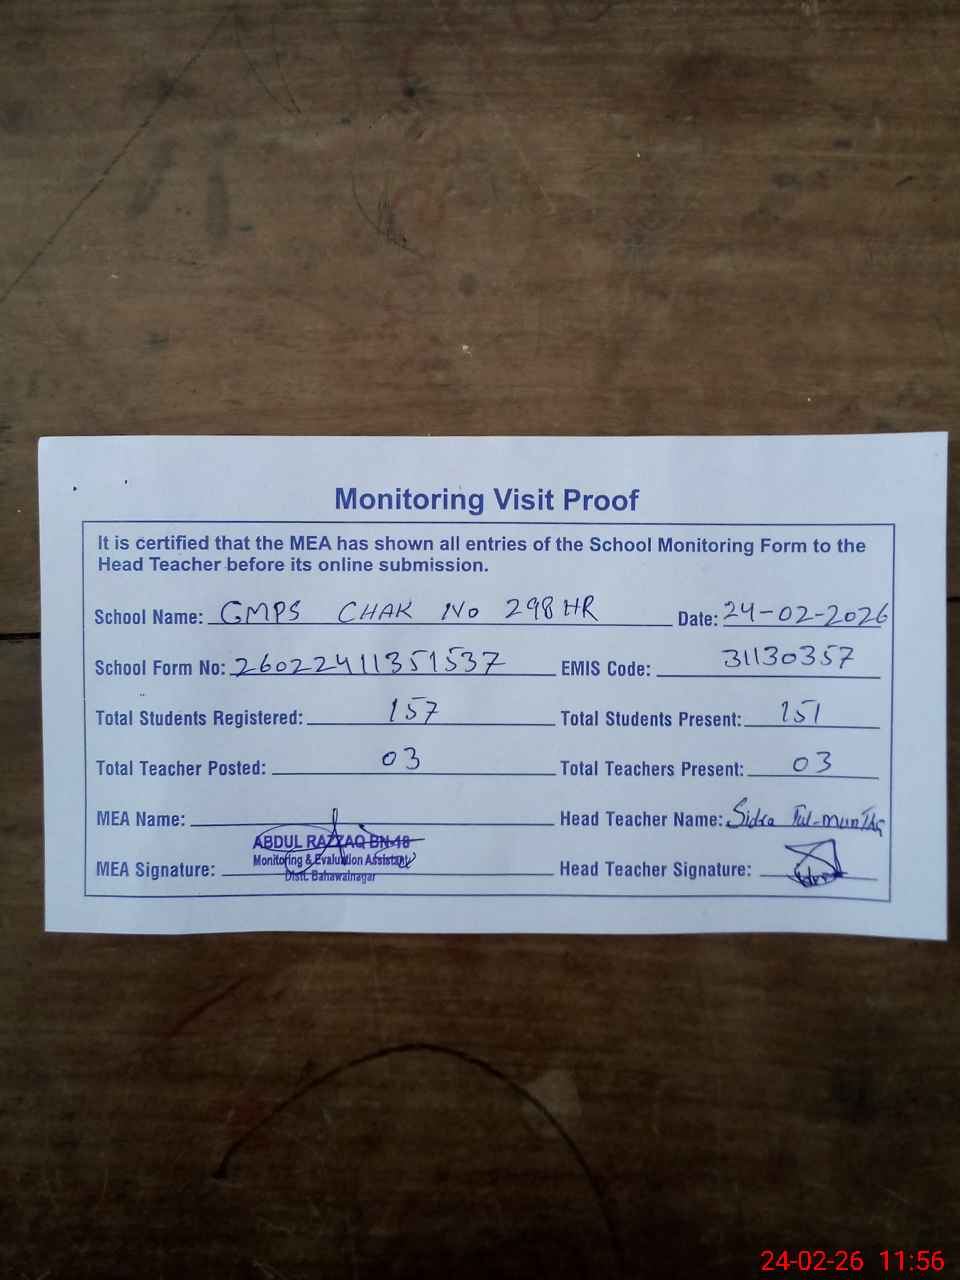 Monitoring Visit Proof
It is certified that the MEA has shown all entries of the School Monitoring Form to the
Head Teacher before its online submission.
School Name: GMPS CHAK No 298 HR Date: 24-02-2026
School Form No: 26022411351537 EMIS Code: 31130357
Total Students Registered: 157 Total Students Present: 151
Total Teacher Posted: 03 Total Teachers Present: 03
MEA Name: Head Teacher Name: Sidra
ABDUL RAZZAQ BN-18
Monitoring & Evaluation Assistant
MEA Signature: Head Teacher Signature:
Distt. Bahawalnagar
24-02-26 11:56